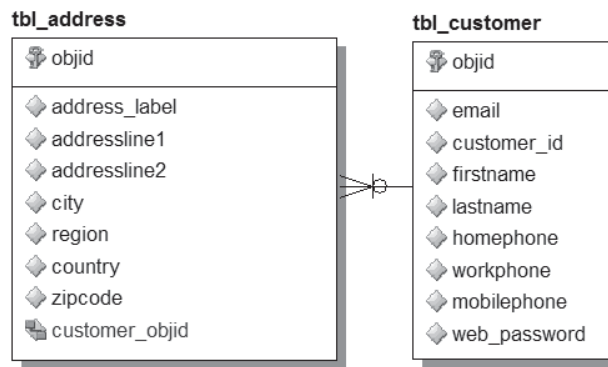 tbl_address
objid
address_label
addressline1
addressline2
city
region
country
zipcode
customer_objid
tbl_customer
objid
email
customer_id
firstname
lastname
homephone
workphone
mobilephone
web_password